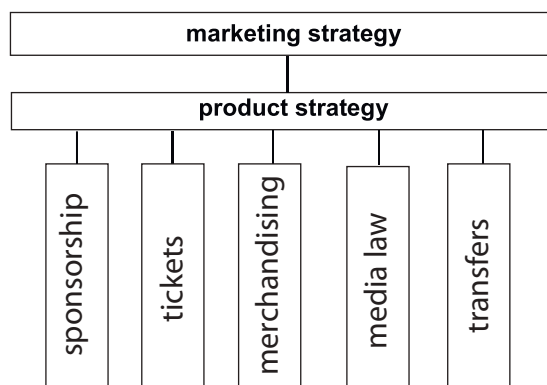 marketing strategy
product strategy
sponsorship
tickets
merchandising
media law
transfers